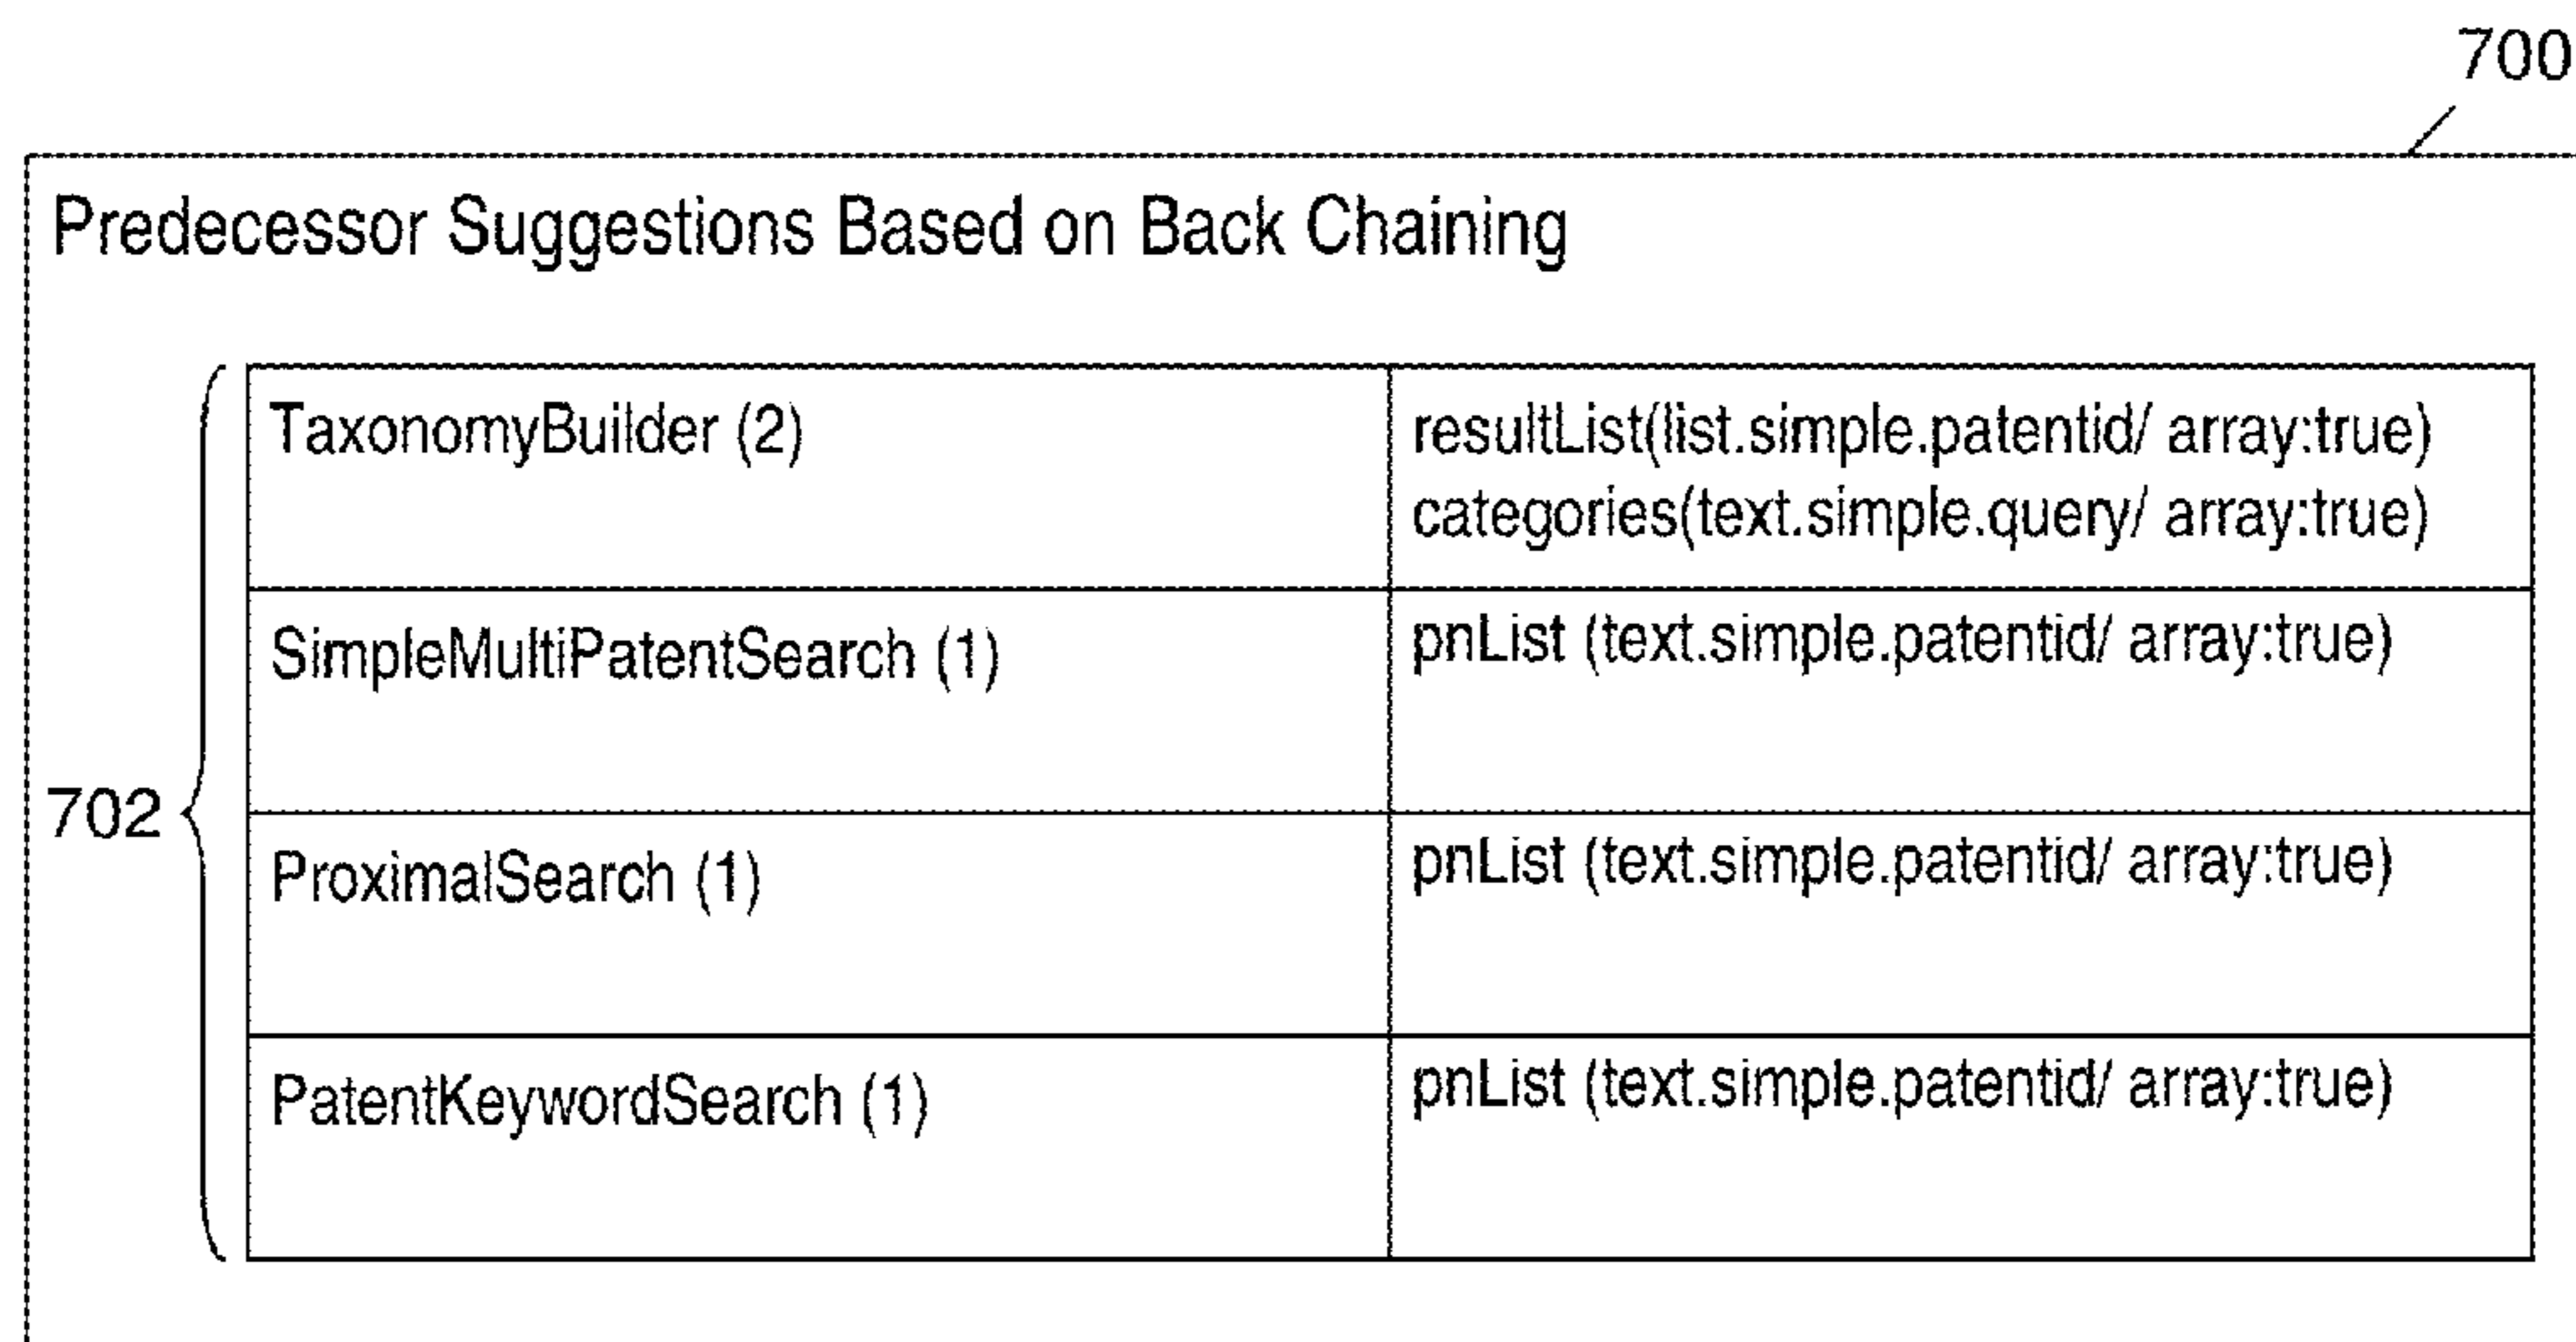 700
Predecessor Suggestions Based on Back Chaining
TaxonomyBuilder (2)
resultList(list.simple.patentid/ array:true)
categories(text.simple.query/ array:true)
SimpleMultiPatentSearch (1)
pnList (text.simple.patentid/ array:true)
702
ProximalSearch (1)
pnList (text.simple.patentid/ array:true)
PatentKeywordSearch (1)
pnList (text.simple.patentid/ array:true)